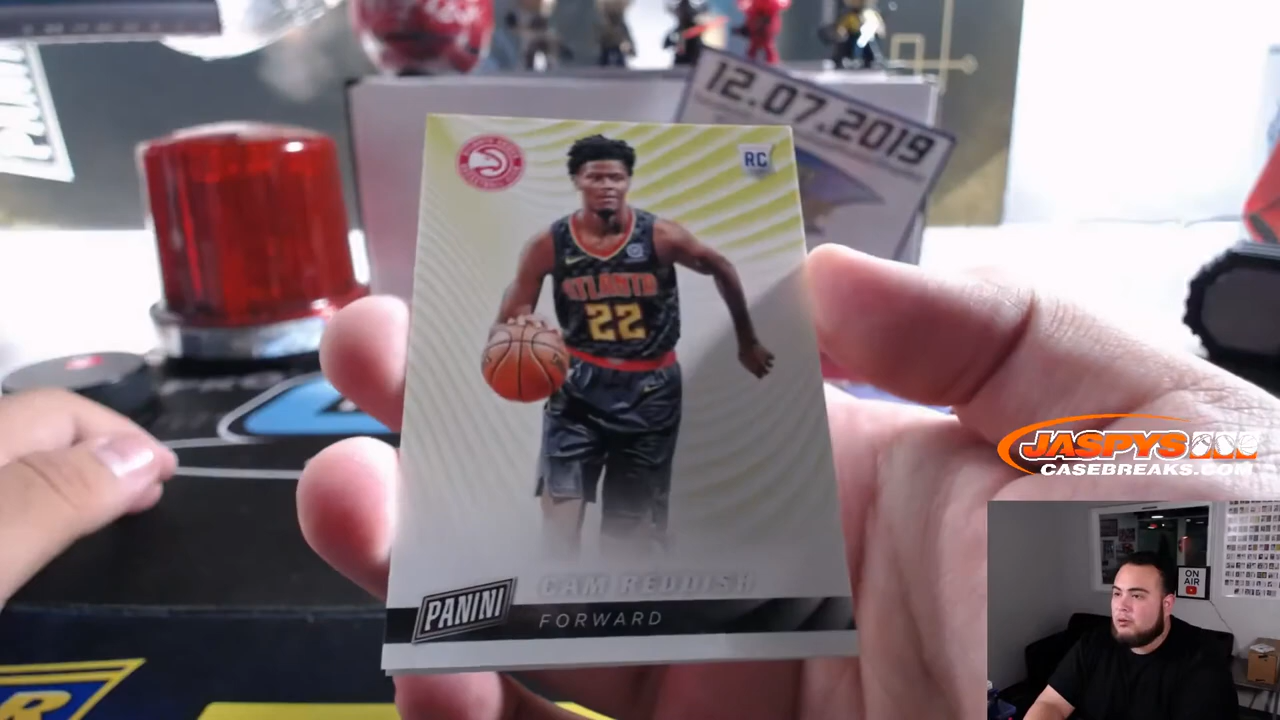 12.07.2019
RC
ATLANTA
22
CAM REDDISH
PANINI
FORWARD
JASPYS
CASEBREAKS.COM
ON
AIR
R